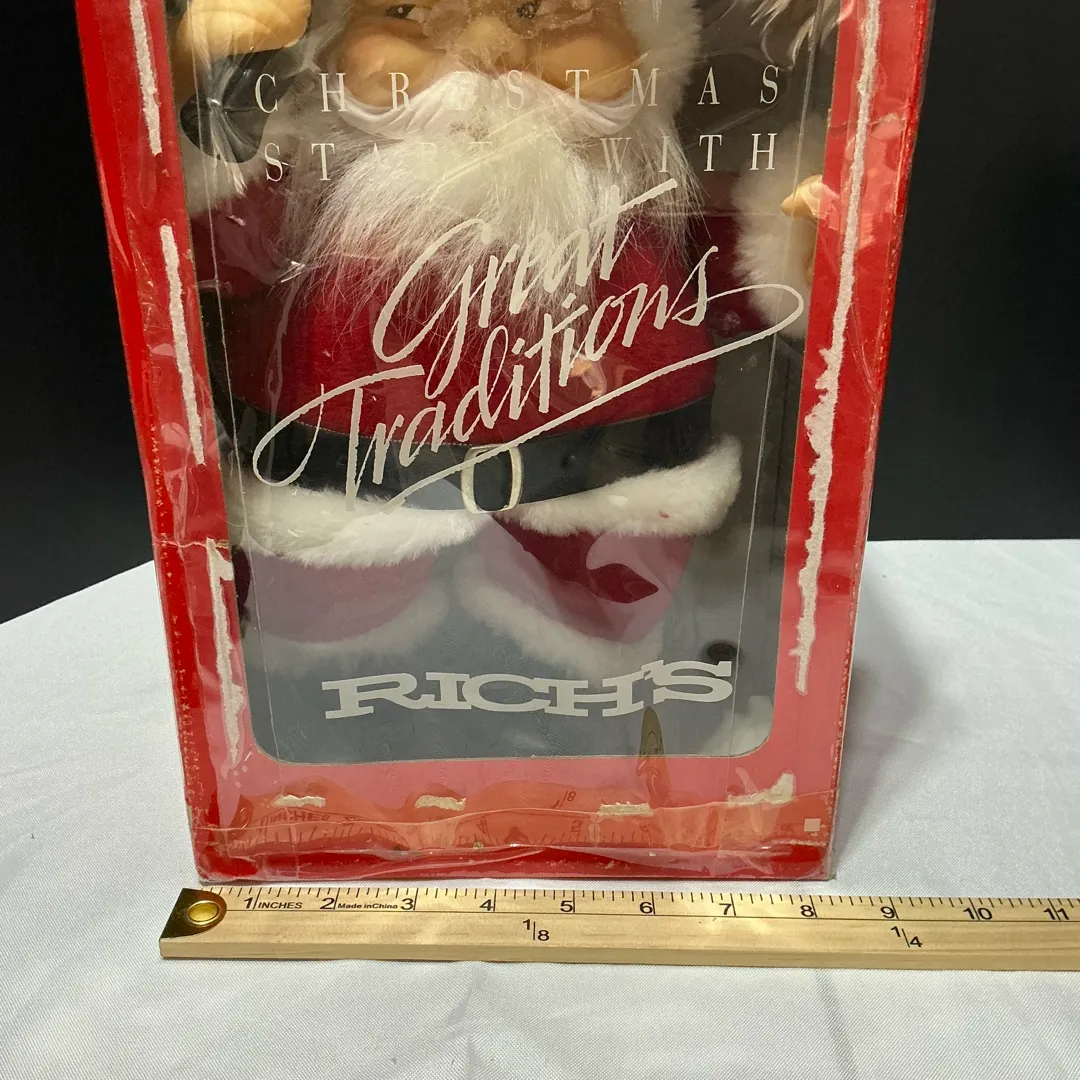 CHRISTMAS
STARTS WITH
Great
Traditions
RICH'S
1 INCHES 2 Made in China 3 4 5 6 7 8 9 10 11
1/8 1/4